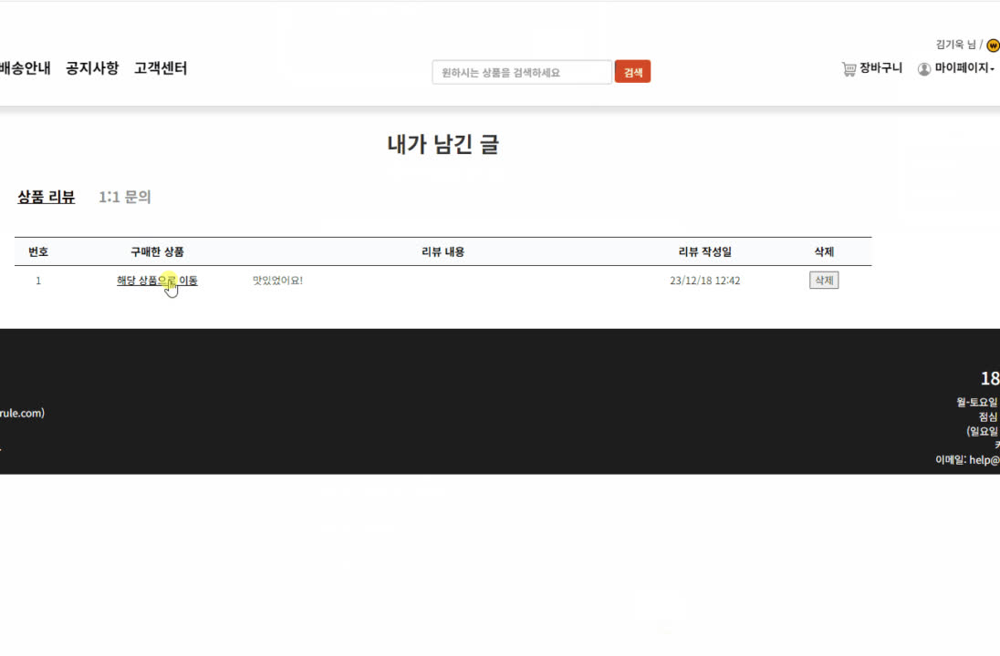 김기욱 님 /
배송안내 공지사항 고객센터
원하시는 상품을 검색하세요 검색
장바구니 마이페이지
내가 남긴 글
상품 리뷰 1:1 문의
번호 구매한 상품 리뷰 내용 리뷰 작성일 삭제
1 해당 상품으로 이동 맛있었어요! 23/12/18 12:42 삭제
18
월-토요일
rule.com)
점심
(일요일
이메일: help@